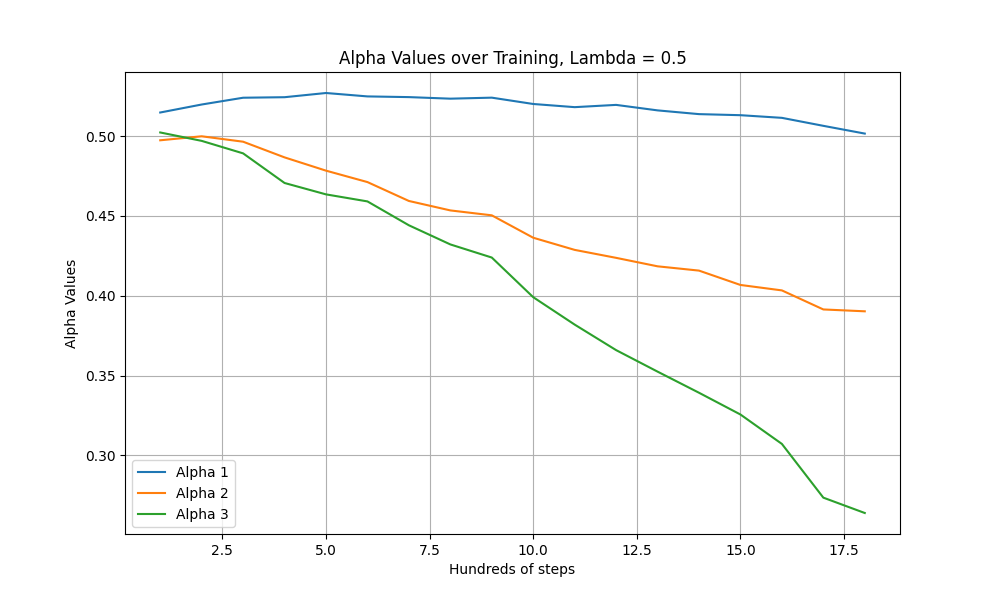 Alpha Values over Training, Lambda = 0.5
Alpha Values
0.50
0.45
0.40
0.35
0.30
Alpha 1
Alpha 2
Alpha 3
2.5 5.0 7.5 10.0 12.5 15.0 17.5
Hundreds of steps